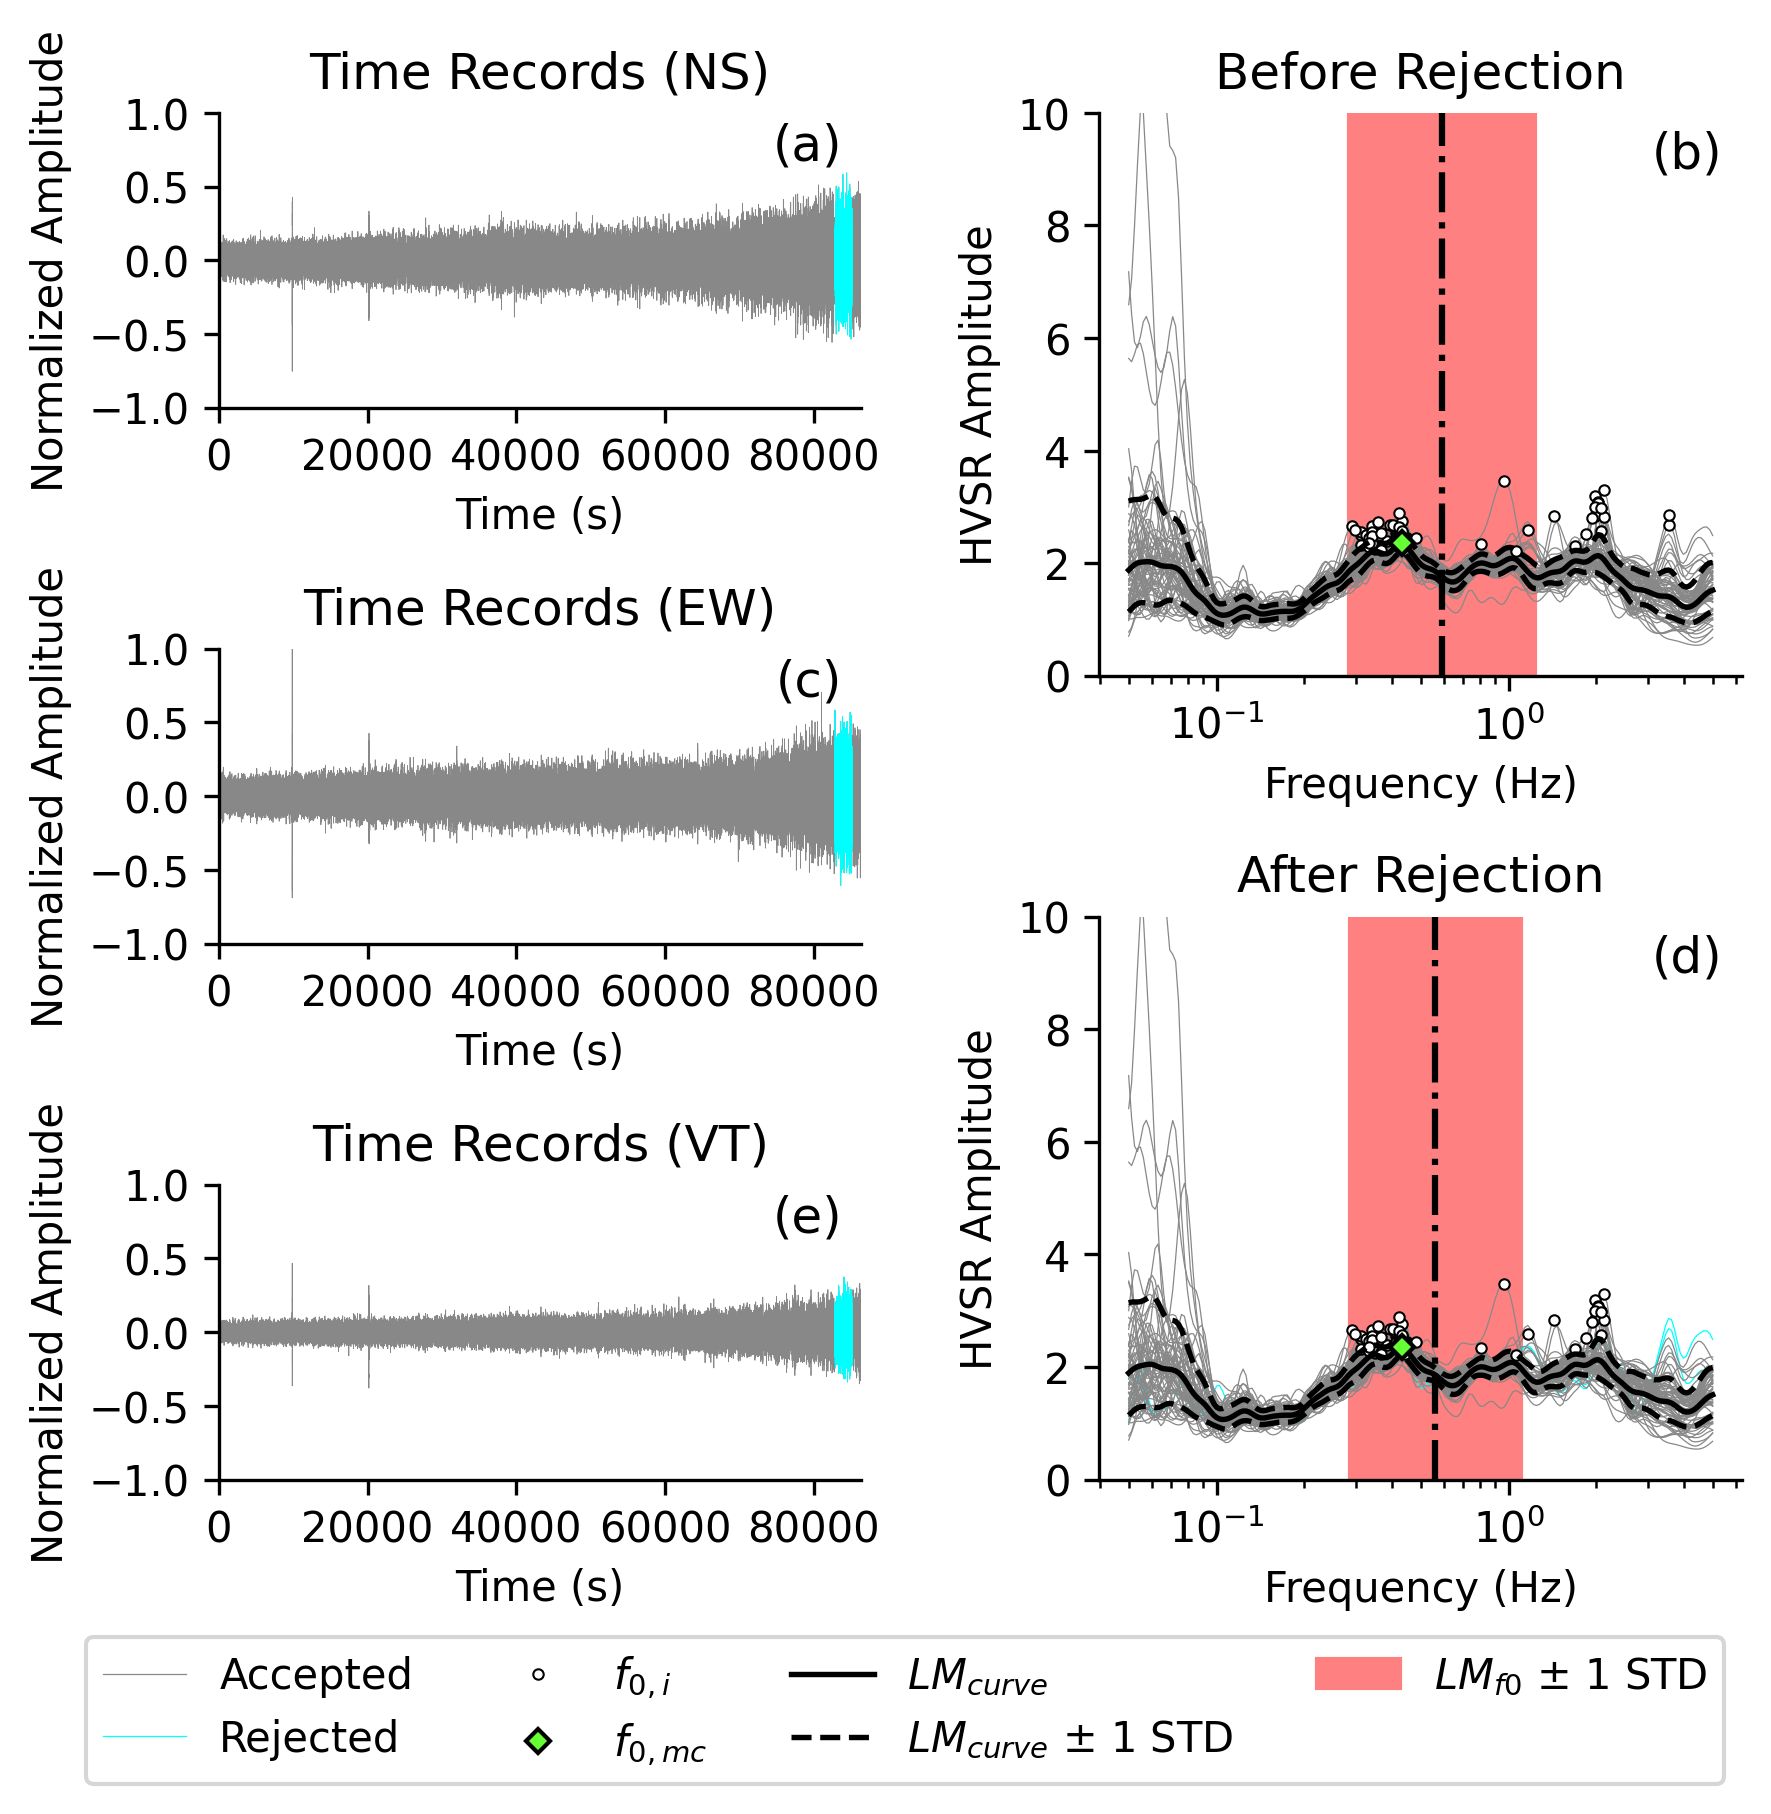 Time Records (NS)
Normalized Amplitude
1.0
0.5
0.0
−0.5
−1.0
(a)
0 20000 40000 60000 80000
Time (s)
Before Rejection
HVSR Amplitude
10
8
6
4
2
0
(b)
10⁻¹ 10⁰
Frequency (Hz)
Time Records (EW)
Normalized Amplitude
1.0
0.5
0.0
−0.5
−1.0
(c)
0 20000 40000 60000 80000
Time (s)
After Rejection
HVSR Amplitude
10
8
6
4
2
0
(d)
10⁻¹ 10⁰
Frequency (Hz)
Time Records (VT)
Normalized Amplitude
1.0
0.5
0.0
−0.5
−1.0
(e)
0 20000 40000 60000 80000
Time (s)
Accepted
Rejected
f0,i
f0,mc
LMcurve
LMcurve ± 1 STD
LMf0 ± 1 STD